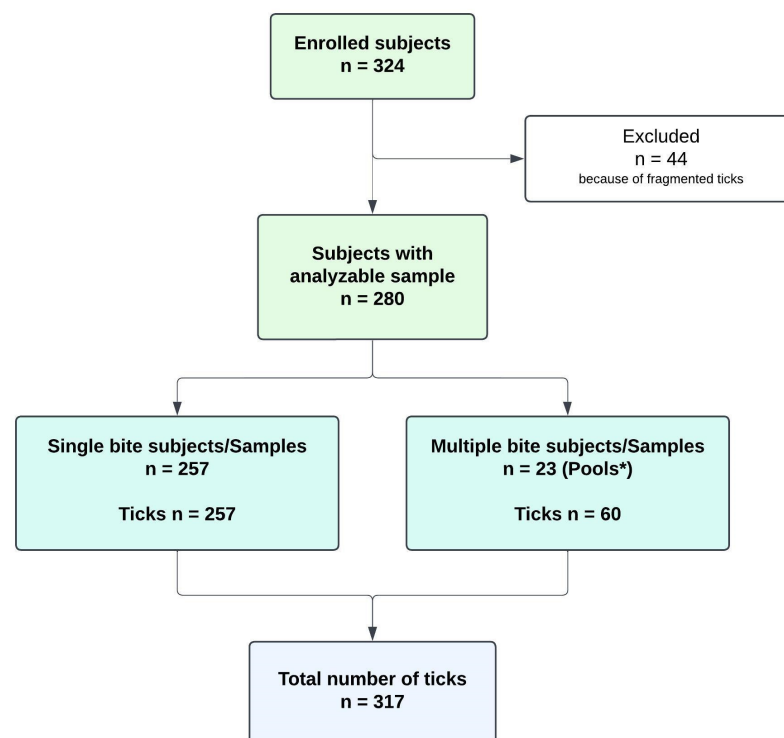 Enrolled subjects
n = 324
Excluded
n = 44
because of fragmented ticks
Subjects with
analyzable sample
n = 280
Single bite subjects/Samples
n = 257
Ticks n = 257
Multiple bite subjects/Samples
n = 23 (Pools*)
Ticks n = 60
Total number of ticks
n = 317